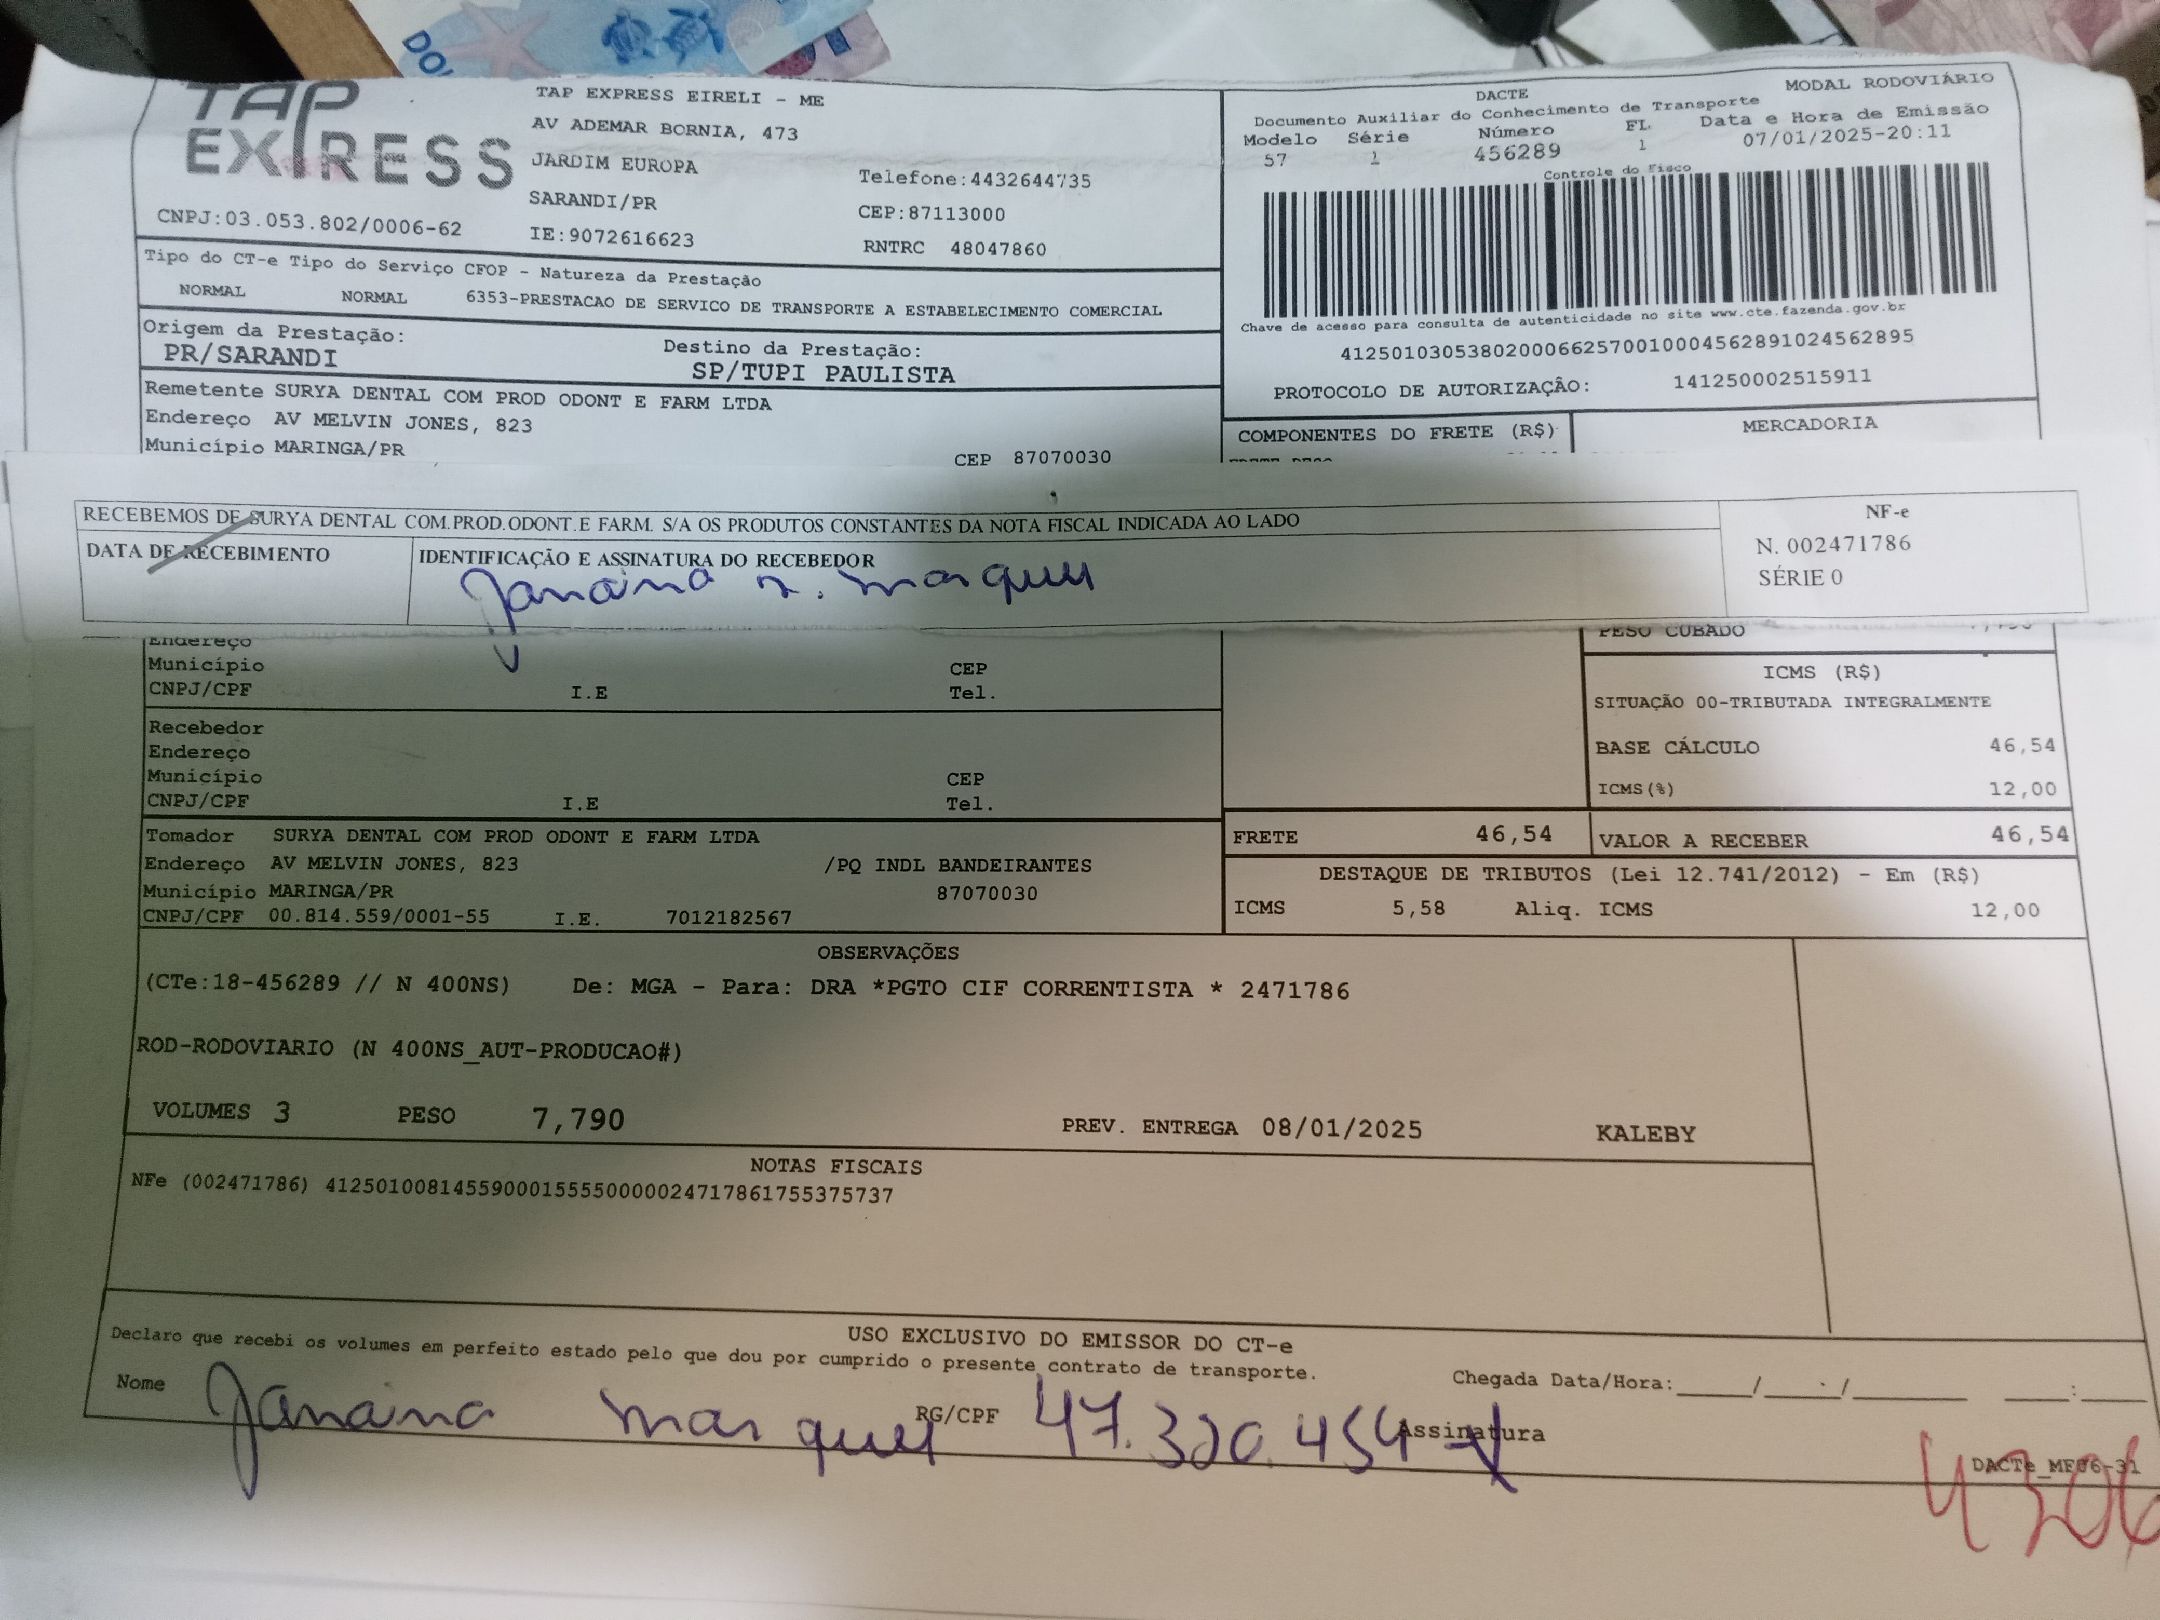 TAP EXPRESS
TAP EXPRESS EIRELI - ME
AV ADEMAR BORNIA, 473
JARDIM EUROPA
SARANDI/PR
IE:9072616623
Telefone:4432644735
CEP:87113000
RNTRC 48047860
CNPJ:03.053.802/0006-62
MODAL RODOVIÁRIO
DACTE
Documento Auxiliar do Conhecimento de Transporte
Modelo Série Número FL Data e Hora de Emissão
57 1 456289 1 07/01/2025-20:11
Controle do Fisco
Chave de acesso para consulta de autenticidade no site www.cte.fazenda.gov.br
41250103053802000662570010004562891024562895
PROTOCOLO DE AUTORIZAÇÃO: 141250002515911
Tipo do CT-e Tipo do Serviço CFOP - Natureza da Prestação
NORMAL NORMAL 6353-PRESTACAO DE SERVICO DE TRANSPORTE A ESTABELECIMENTO COMERCIAL
Origem da Prestação:
PR/SARANDI
Destino da Prestação:
SP/TUPI PAULISTA
Remetente SURYA DENTAL COM PROD ODONT E FARM LTDA
Endereço AV MELVIN JONES, 823
Município MARINGA/PR CEP 87070030
COMPONENTES DO FRETE (R$) MERCADORIA
RECEBEMOS DE SURYA DENTAL COM.PROD.ODONT.E FARM. S/A OS PRODUTOS CONSTANTES DA NOTA FISCAL INDICADA AO LADO
DATA DE RECEBIMENTO
IDENTIFICAÇÃO E ASSINATURA DO RECEBEDOR
Janaina Marques
NF-e
N. 002471786
SÉRIE 0
Endereço
Município CEP
CNPJ/CPF I.E Tel.
Recebedor
Endereço
Município CEP
CNPJ/CPF I.E Tel.
PESO CUBADO
ICMS (R$)
SITUAÇÃO 00-TRIBUTADA INTEGRALMENTE
BASE CÁLCULO 46,54
ICMS(%) 12,00
Tomador SURYA DENTAL COM PROD ODONT E FARM LTDA
Endereço AV MELVIN JONES, 823 /PQ INDL BANDEIRANTES
Município MARINGA/PR 87070030
CNPJ/CPF 00.814.559/0001-55 I.E. 7012182567
FRETE 46,54 VALOR A RECEBER 46,54
DESTAQUE DE TRIBUTOS (Lei 12.741/2012) - Em (R$)
ICMS 5,58 Aliq. ICMS 12,00
OBSERVAÇÕES
(CTe:18-456289 // N 400NS) De: MGA - Para: DRA *PGTO CIF CORRENTISTA * 2471786
ROD-RODOVIARIO (N 400NS_AUT-PRODUCAO#)
VOLUMES 3 PESO 7,790 PREV. ENTREGA 08/01/2025 KALEBY
NOTAS FISCAIS
NFe (002471786) 41250100814559000155550000024717861755375737
USO EXCLUSIVO DO EMISSOR DO CT-e
Declaro que recebi os volumes em perfeito estado pelo que dou por cumprido o presente contrato de transporte.
Nome Janaina Marques RG/CPF 47.320.454-X Assinatura
Chegada Data/Hora:____/____/____ ____:____
DACTe_ME06-31